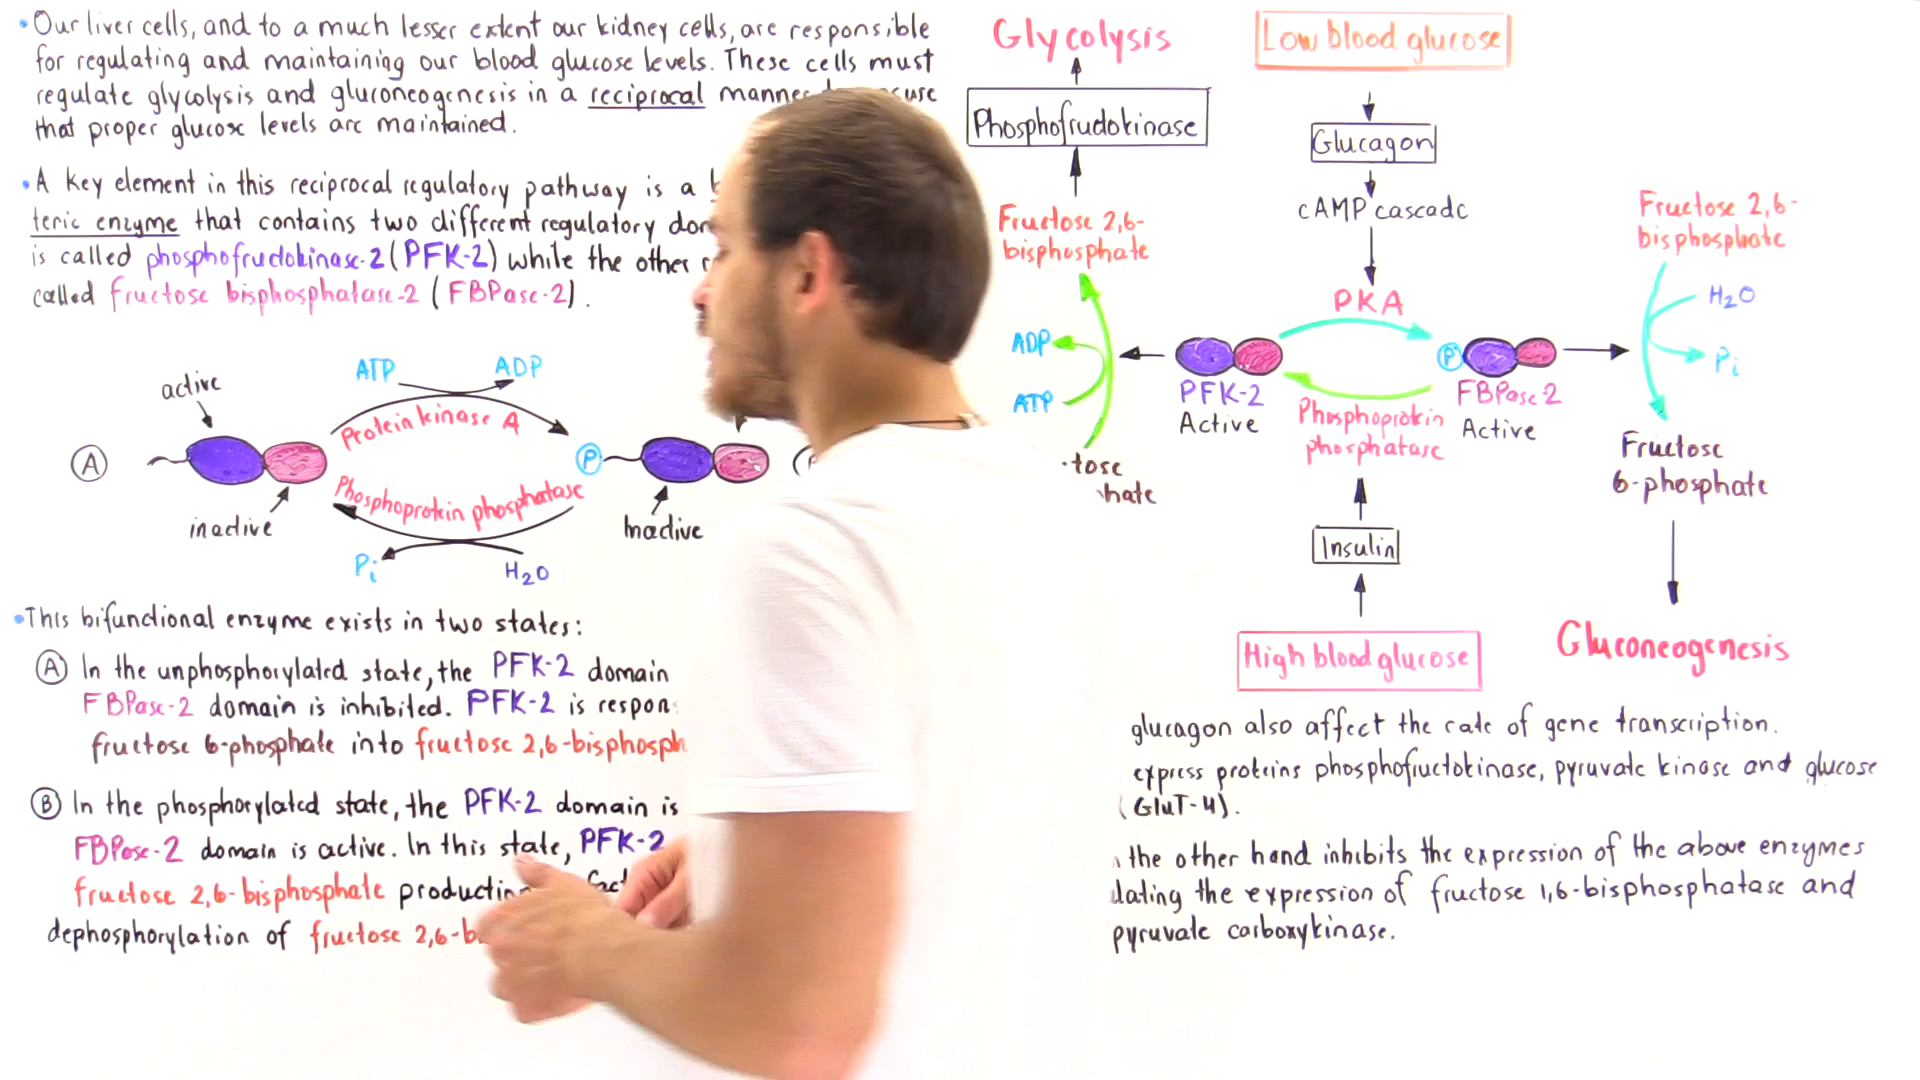 •Our liver cells, and to a much lesser extent our kidney cells, are responsible
for regulating and maintaining our blood glucose levels. These cells must
regulate glycolysis and gluconeogenesis in a reciprocal
that proper glucose levels are maintained.
•A key element in this reciprocal regulatory pathway is a
teric enzyme that contains two different regulatory
is called phosphofructokinase-2 (PFK-2) while the other
called fructose bisphosphatase-2 (FBPase-2).
active
ATP
ADP
Protein kinase A
A
P
Phosphoprotein phosphatase
inactive
Inactive
Pi
H2O
•This bifunctional enzyme exists in two states:
A In the unphosphorylated state, the PFK-2 domain
FBPase-2 domain is inhibited. PFK-2 is
fructose 6-phosphate into fructose
B In the phosphorylated state, the PFK-2 domain is
FBPase-2 domain is active. In this state, PFK-2
fructose 2,6-bisphosphate
dephosphorylation of fructose
Glycolysis
Phosphofructokinase
Fructose 2,6-
bisphosphate
ADP
ATP
Low blood glucose
Glucagon
cAMP cascade
PKA
PFK-2
Active
P
FBPase-2
Active
Phosphoprotein
phosphatase
Insulin
High blood glucose
Fructose 2,6-
bisphosphate
H2O
Pi
Fructose
6-phosphate
Gluconeogenesis
glucagon also affect the rate of gene transcription.
express proteins phosphofructokinase, pyruvate kinase and glucose
(GluT-4).
the other hand inhibits the expression of the above enzymes
the expression of fructose 1,6-bisphosphatase and
pyruvate carboxykinase.